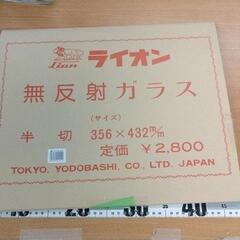 Lion ライオン
無反射ガラス
(サイズ)
半切 356×432m/m
定価 ¥2,800
TOKYO. YODOBASHI, CO., LTD. JAPAN
20 30 40